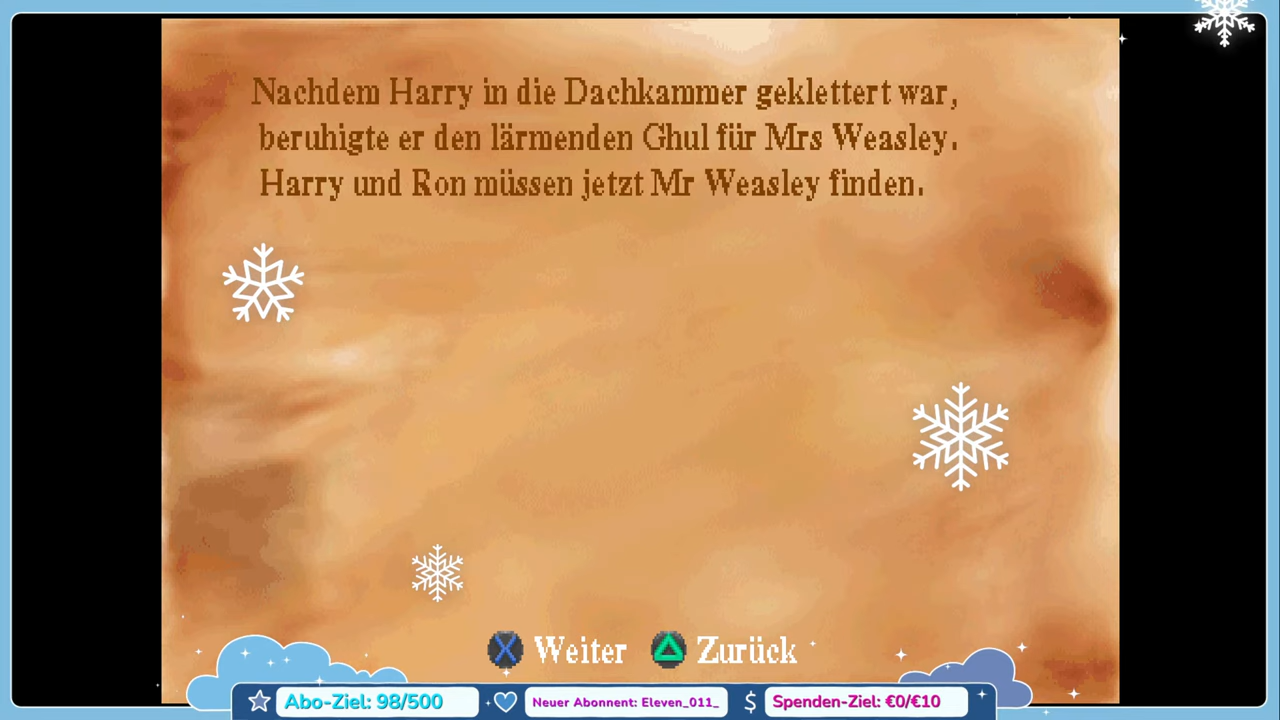 Nachdem Harry in die Dachkammer geklettert war,
beruhigte er den lärmenden Ghul für Mrs Weasley.
Harry und Ron müssen jetzt Mr Weasley finden.
X Weiter Zurück
Abo-Ziel: 98/500 Neuer Abonnent: Eleven_011_ $ Spenden-Ziel: €0/€10